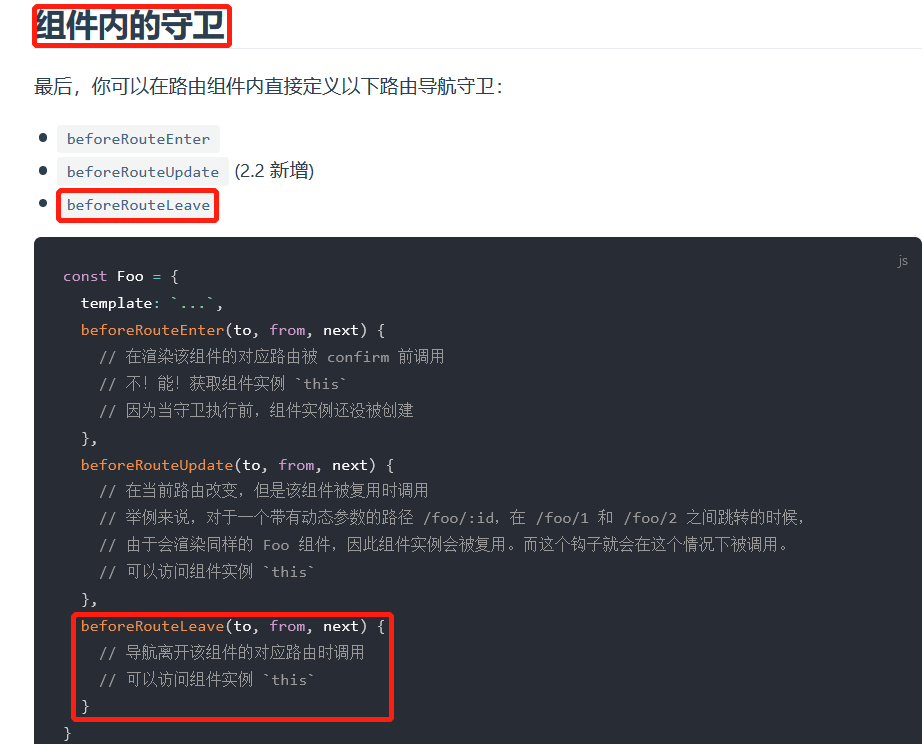 组件内的守卫
最后，你可以在路由组件内直接定义以下路由导航守卫：
beforeRouteEnter
beforeRouteUpdate (2.2 新增)
beforeRouteLeave
js
const Foo = {
  template: `...`,
  beforeRouteEnter(to, from, next) {
    // 在渲染该组件的对应路由被 confirm 前调用
    // 不！能！获取组件实例 `this`
    // 因为当守卫执行前，组件实例还没被创建
  },
  beforeRouteUpdate(to, from, next) {
    // 在当前路由改变，但是该组件被复用时调用
    // 举例来说，对于一个带有动态参数的路径 /foo/:id，在 /foo/1 和 /foo/2 之间跳转的时候，
    // 由于会渲染同样的 Foo 组件，因此组件实例会被复用。而这个钩子就会在这个情况下被调用。
    // 可以访问组件实例 `this`
  },
  beforeRouteLeave(to, from, next) {
    // 导航离开该组件的对应路由时调用
    // 可以访问组件实例 `this`
  }
}